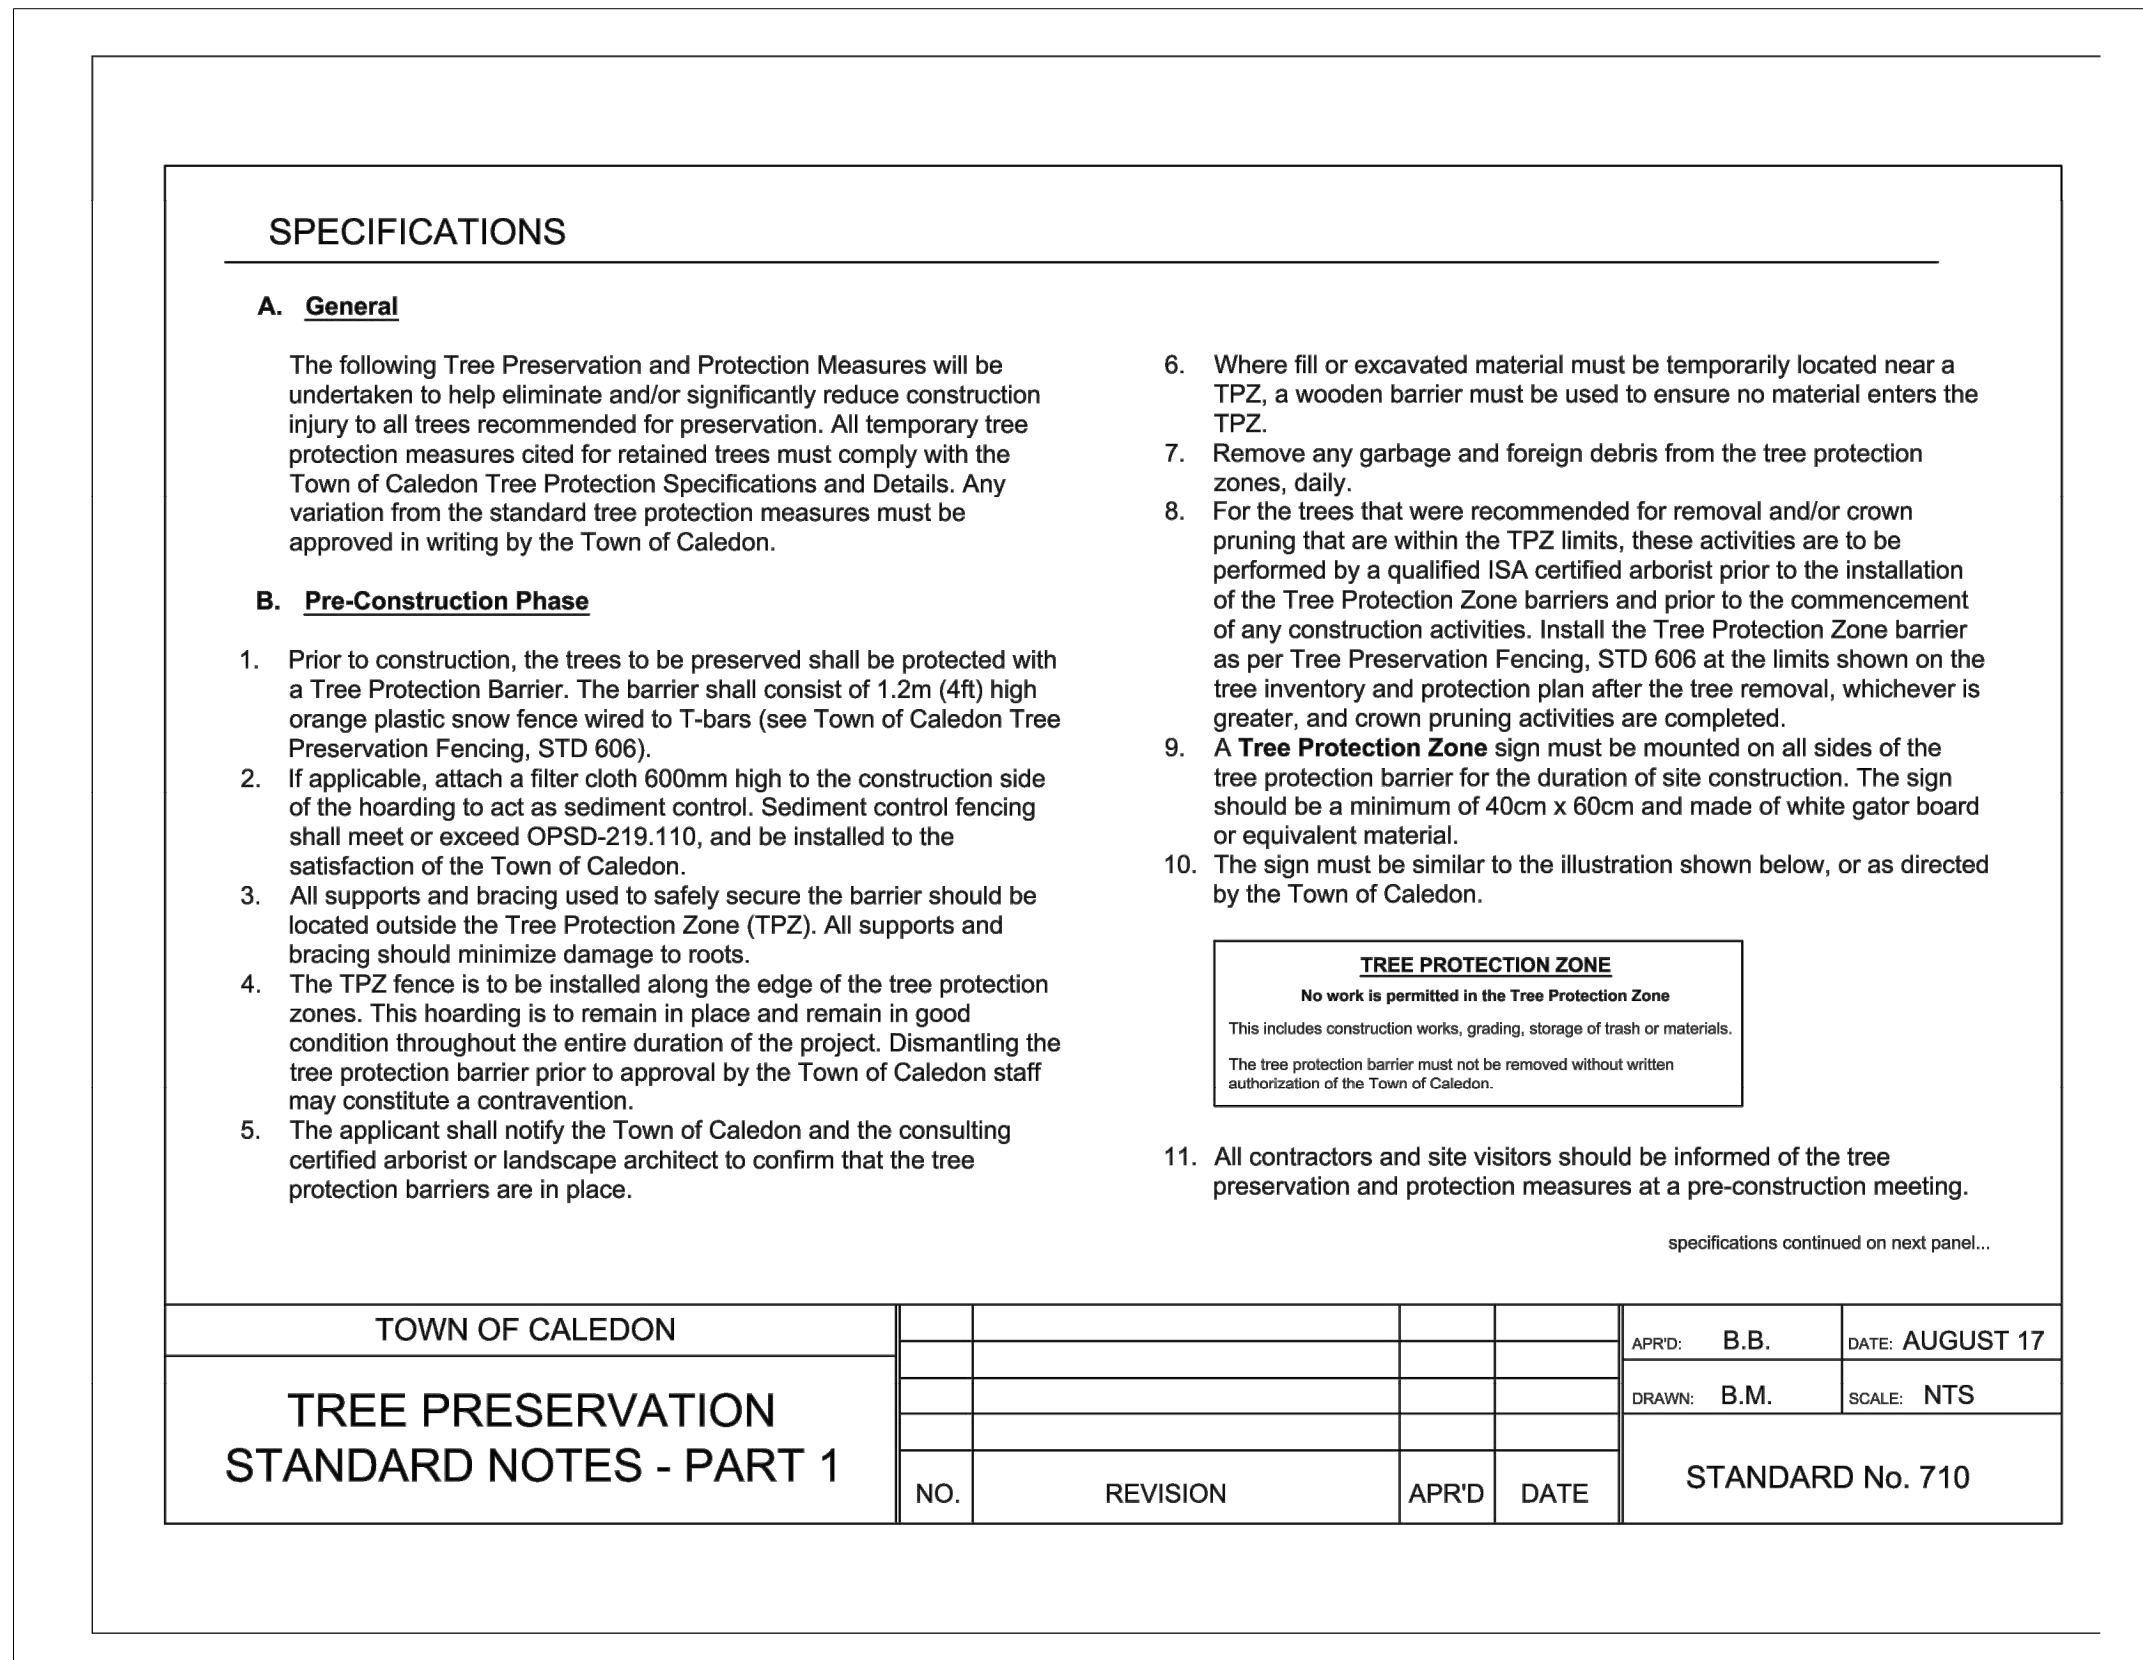 SPECIFICATIONS
A. General
The following Tree Preservation and Protection Measures will be
undertaken to help eliminate and/or significantly reduce construction
injury to all trees recommended for preservation. All temporary tree
protection measures cited for retained trees must comply with the
Town of Caledon Tree Protection Specifications and Details. Any
variation from the standard tree protection measures must be
approved in writing by the Town of Caledon.
B. Pre-Construction Phase
1. Prior to construction, the trees to be preserved shall be protected with
a Tree Protection Barrier. The barrier shall consist of 1.2m (4ft) high
orange plastic snow fence wired to T-bars (see Town of Caledon Tree
Preservation Fencing, STD 606).
2. If applicable, attach a filter cloth 600mm high to the construction side
of the hoarding to act as sediment control. Sediment control fencing
shall meet or exceed OPSD-219.110, and be installed to the
satisfaction of the Town of Caledon.
3. All supports and bracing used to safely secure the barrier should be
located outside the Tree Protection Zone (TPZ). All supports and
bracing should minimize damage to roots.
4. The TPZ fence is to be installed along the edge of the tree protection
zones. This hoarding is to remain in place and remain in good
condition throughout the entire duration of the project. Dismantling the
tree protection barrier prior to approval by the Town of Caledon staff
may constitute a contravention.
5. The applicant shall notify the Town of Caledon and the consulting
certified arborist or landscape architect to confirm that the tree
protection barriers are in place.
6. Where fill or excavated material must be temporarily located near a
TPZ, a wooden barrier must be used to ensure no material enters the
TPZ.
7. Remove any garbage and foreign debris from the tree protection
zones, daily.
8. For the trees that were recommended for removal and/or crown
pruning that are within the TPZ limits, these activities are to be
performed by a qualified ISA certified arborist prior to the installation
of the Tree Protection Zone barriers and prior to the commencement
of any construction activities. Install the Tree Protection Zone barrier
as per Tree Preservation Fencing, STD 606 at the limits shown on the
tree inventory and protection plan after the tree removal, whichever is
greater, and crown pruning activities are completed.
9. A Tree Protection Zone sign must be mounted on all sides of the
tree protection barrier for the duration of site construction. The sign
should be a minimum of 40cm x 60cm and made of white gator board
or equivalent material.
10. The sign must be similar to the illustration shown below, or as directed
by the Town of Caledon.
TREE PROTECTION ZONE
No work is permitted in the Tree Protection Zone
This includes construction works, grading, storage of trash or materials.
The tree protection barrier must not be removed without written
authorization of the Town of Caledon.
11. All contractors and site visitors should be informed of the tree
preservation and protection measures at a pre-construction meeting.
specifications continued on next panel...
TOWN OF CALEDON
TREE PRESERVATION
STANDARD NOTES - PART 1
NO. REVISION APR'D DATE
APR'D: B.B. DATE: AUGUST 17
DRAWN: B.M. SCALE: NTS
STANDARD No. 710